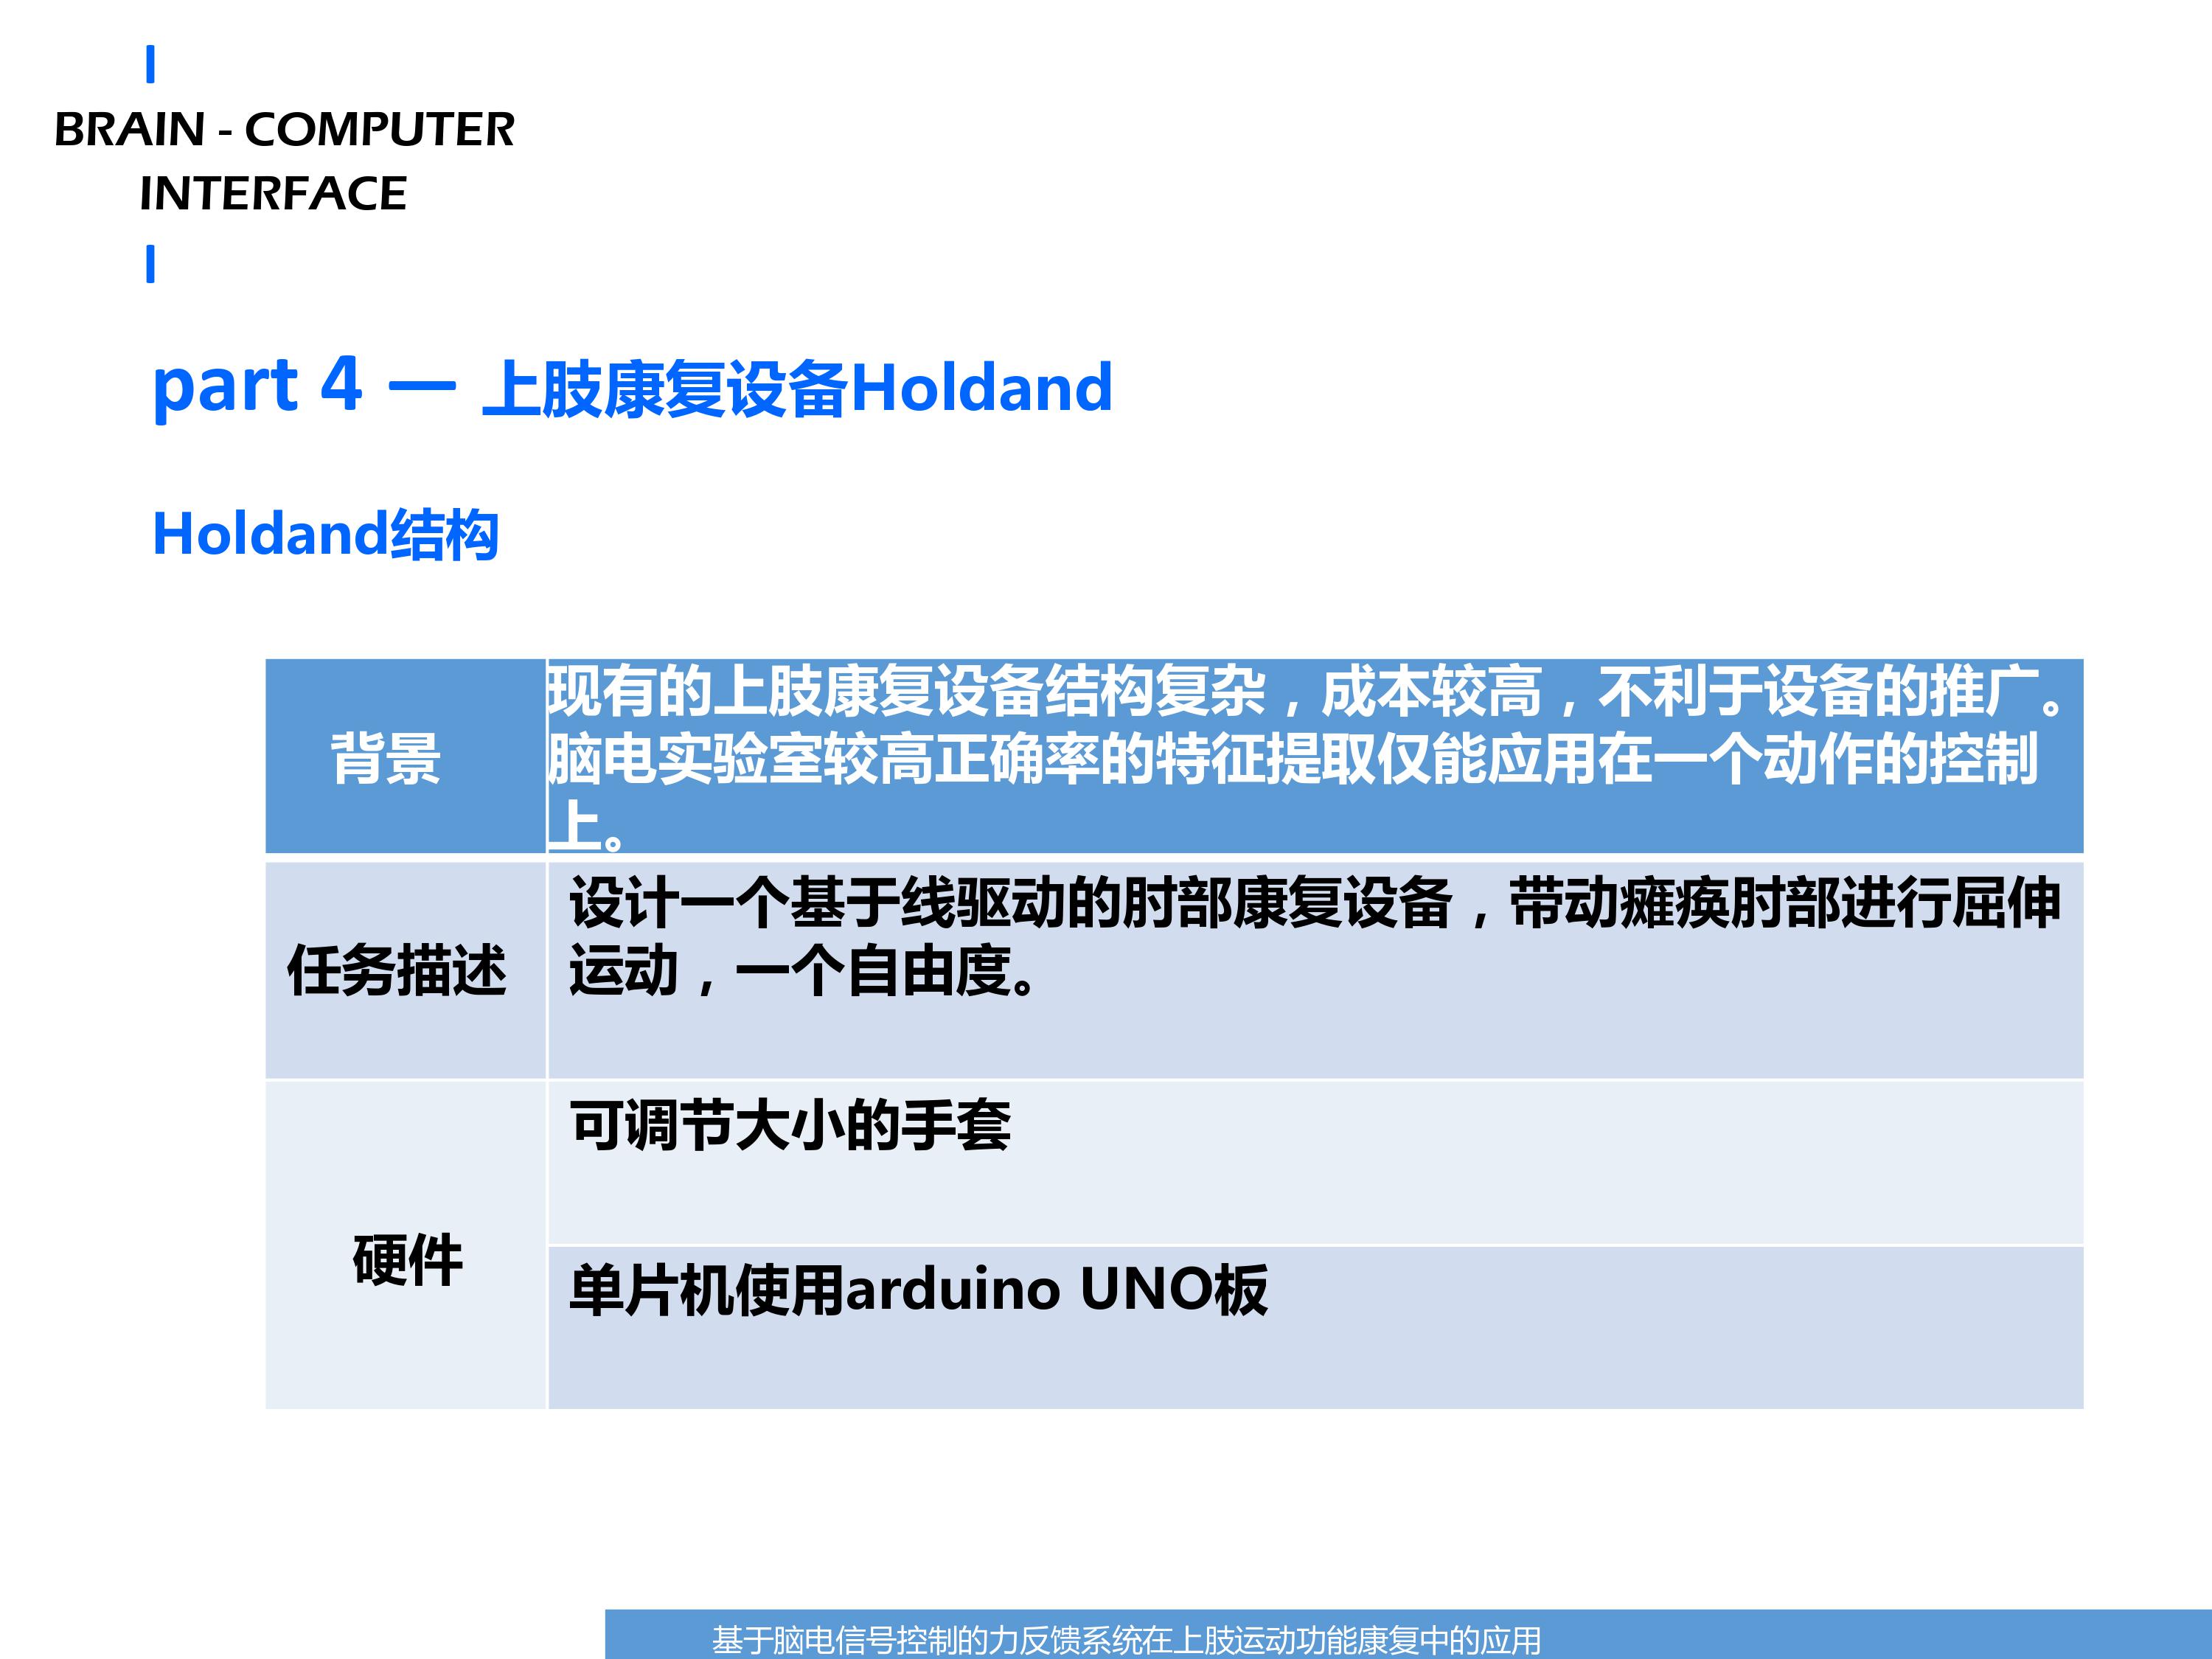 BRAIN - COMPUTER
INTERFACE
part 4 — 上肢康复设备Holdand
Holdand结构
背景
现有的上肢康复设备结构复杂，成本较高，不利于设备的推广。
脑电实验室较高正确率的特征提取仅能应用在一个动作的控制
上。
任务描述
设计一个基于线驱动的肘部康复设备，带动瘫痪肘部进行屈伸
运动，一个自由度。
硬件
可调节大小的手套
单片机使用arduino UNO板
基于脑电信号控制的力反馈系统在上肢运动功能康复中的应用